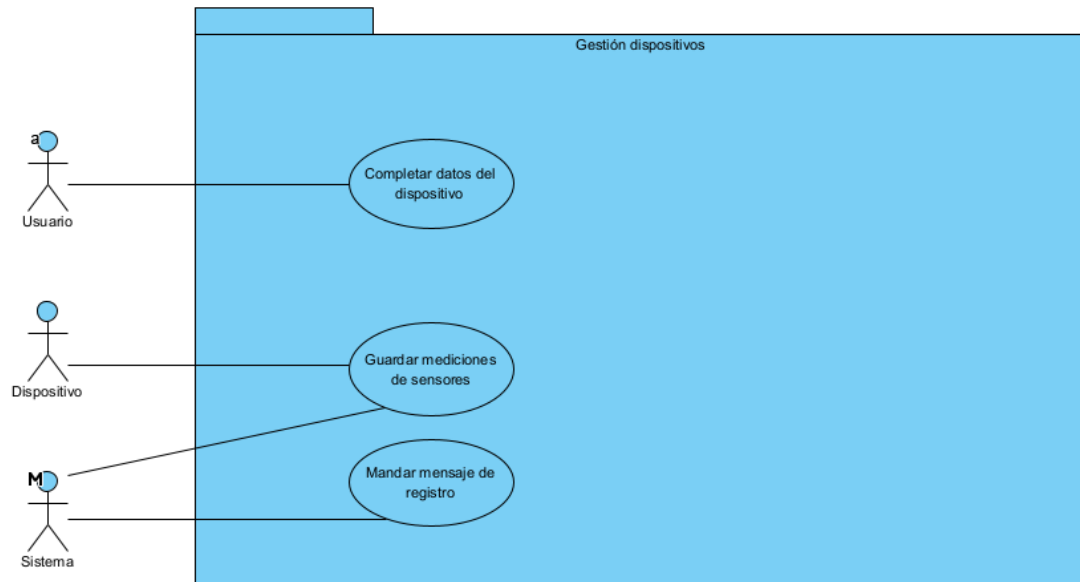 Gestión dispositivos
a
Usuario
Completar datos del
dispositivo
Dispositivo
Guardar mediciones
de sensores
M
Sistema
Mandar mensaje de
registro